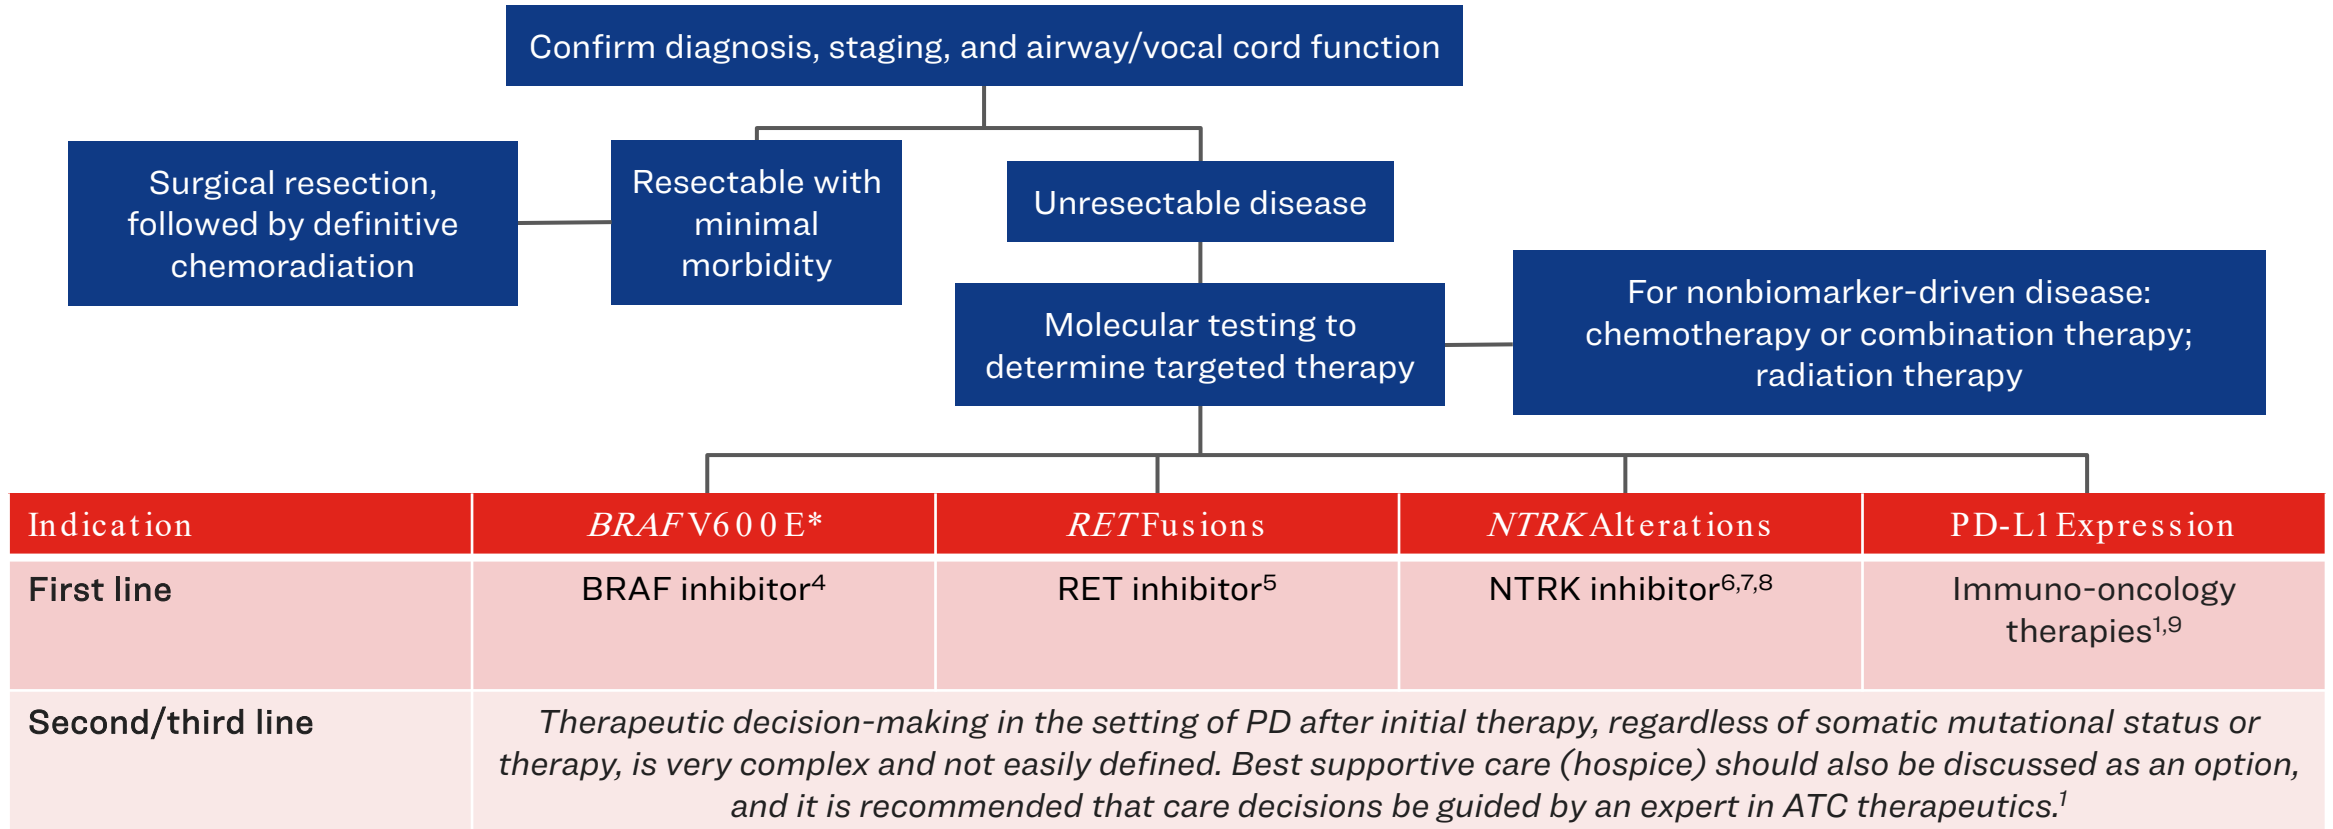 Confirm diagnosis, staging, and airway/vocal cord function
Surgical resection,
followed by definitive
chemoradiation
Resectable with
minimal
morbidity
Unresectable disease
Molecular testing to
determine targeted therapy
For nonbiomarker-driven disease:
chemotherapy or combination therapy;
radiation therapy
Indication
BRAF V600E*
RET Fusions
NTRK Alterations
PD-L1 Expression
First line
BRAF inhibitor⁴
RET inhibitor⁵
NTRK inhibitor⁶,⁷,⁸
Immuno-oncology
therapies¹,⁹
Second/third line
Therapeutic decision-making in the setting of PD after initial therapy, regardless of somatic mutational status or
therapy, is very complex and not easily defined. Best supportive care (hospice) should also be discussed as an option,
and it is recommended that care decisions be guided by an expert in ATC therapeutics.¹